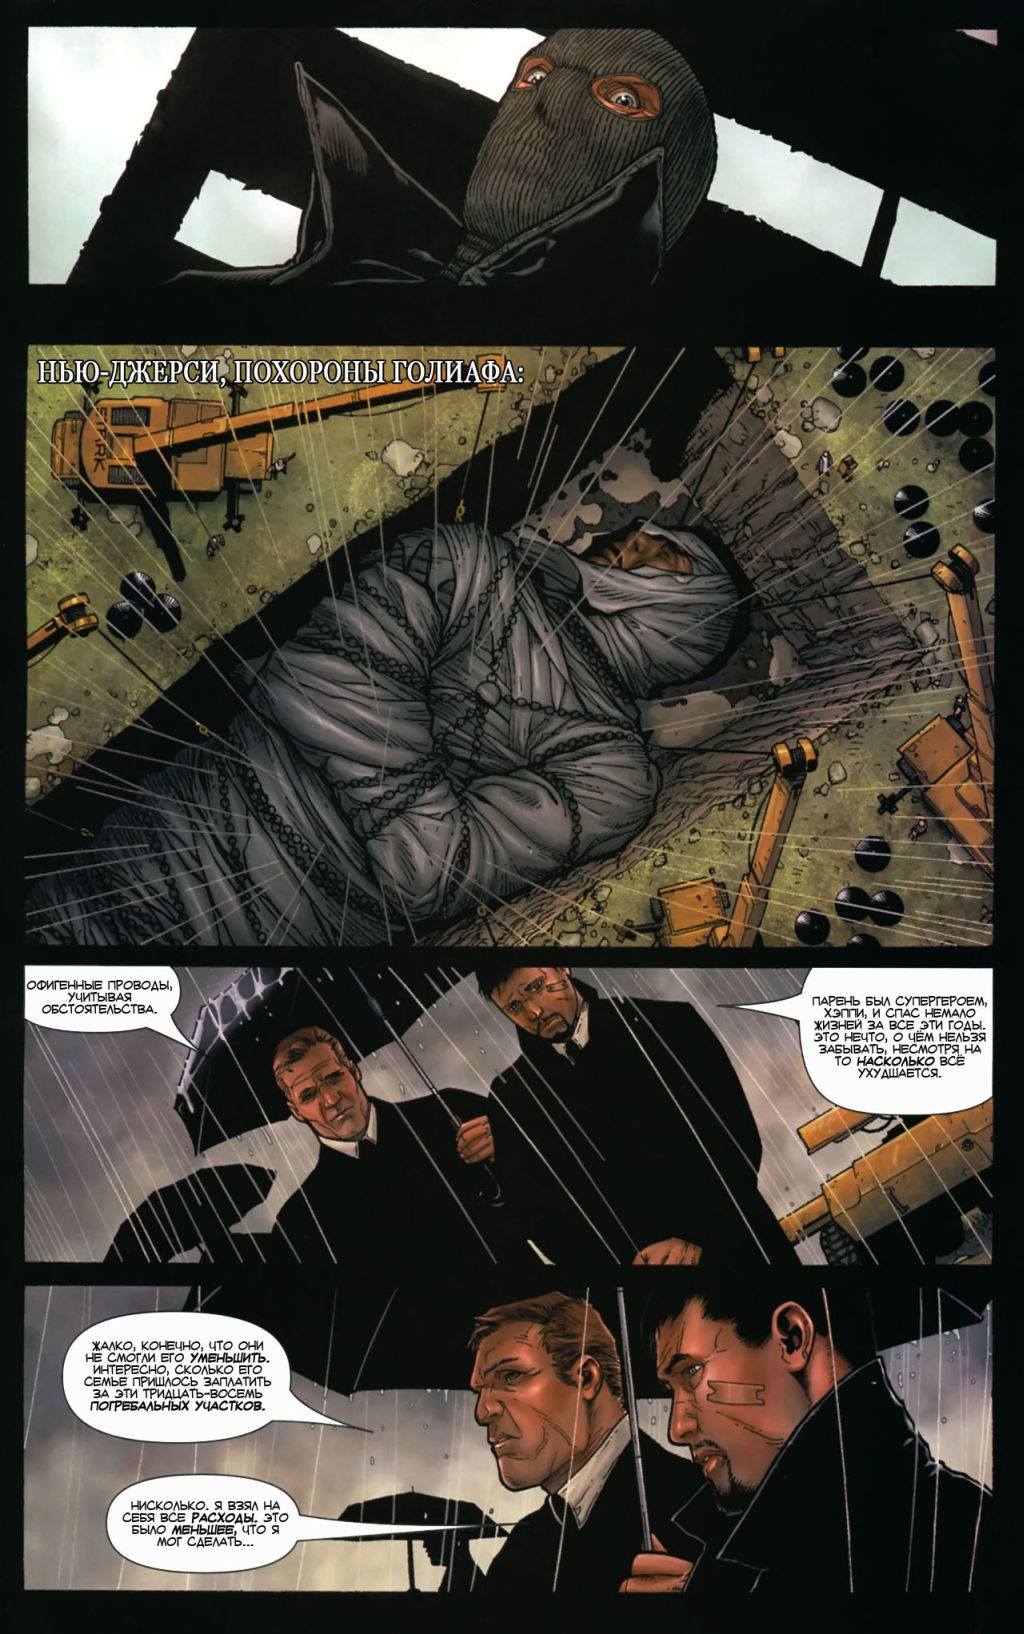 НЬЮ-ДЖЕРСИ, ПОХОРОНЫ ГОЛИАФА:
ОФИГЕННЫЕ ПРОВОДЫ,
УЧИТЫВАЯ
ОБСТОЯТЕЛЬСТВА.
ПАРЕНЬ БЫЛ СУПЕРГЕРОЕМ,
ХЭППИ, И СПАС НЕМАЛО
ЖИЗНЕЙ ЗА ВСЕ ЭТИ ГОДЫ.
ЭТО НЕЧТО, О ЧЁМ НЕЛЬЗЯ
ЗАБЫВАТЬ, НЕСМОТРЯ НА
ТО НАСКОЛЬКО ВСЁ
УХУДШАЕТСЯ.
ЖАЛКО, КОНЕЧНО, ЧТО ОНИ
НЕ СМОГЛИ ЕГО УМЕНЬШИТЬ.
ИНТЕРЕСНО, СКОЛЬКО ЕГО
СЕМЬЕ ПРИШЛОСЬ ЗАПЛАТИТЬ
ЗА ЭТИ ТРИДЦАТЬ-ВОСЕМЬ
ПОГРЕБАЛЬНЫХ УЧАСТКОВ.
НИСКОЛЬКО. Я ВЗЯЛ НА
СЕБЯ ВСЕ РАСХОДЫ. ЭТО
БЫЛО МЕНЬШЕЕ, ЧТО Я
МОГ СДЕЛАТЬ...